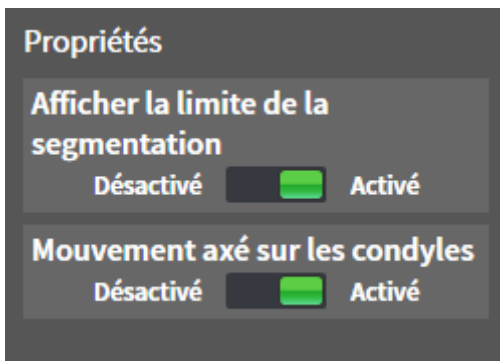 Propriétés
Afficher la limite de la
segmentation
Désactivé Activé
Mouvement axé sur les condyles
Désactivé Activé